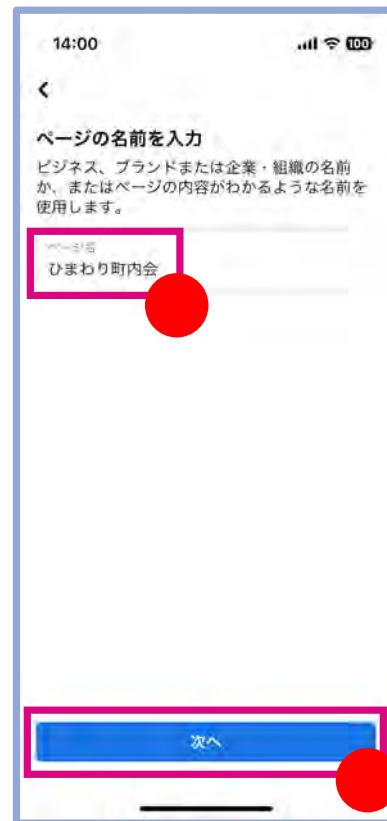 14:00
100
ページの名前を入力
ビジネス、ブランドまたは企業・組織の名前
か、またはページの内容がわかるような名前を
使用します。
ページ名
ひまわり町内会
次へ